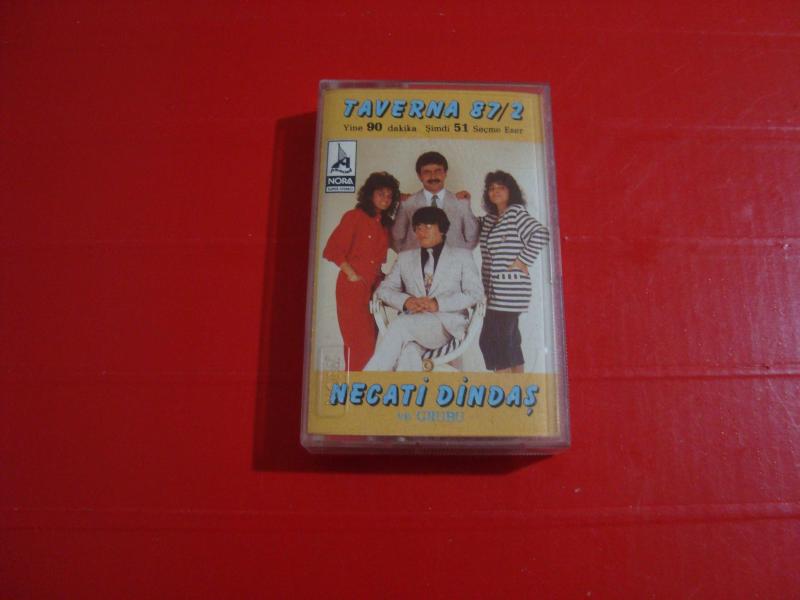 TAVERNA 87/2
Yine 90 dakika Şimdi 51 Seçme Eser
NORA
NECATİ DİNDAŞ
ve GRUBU